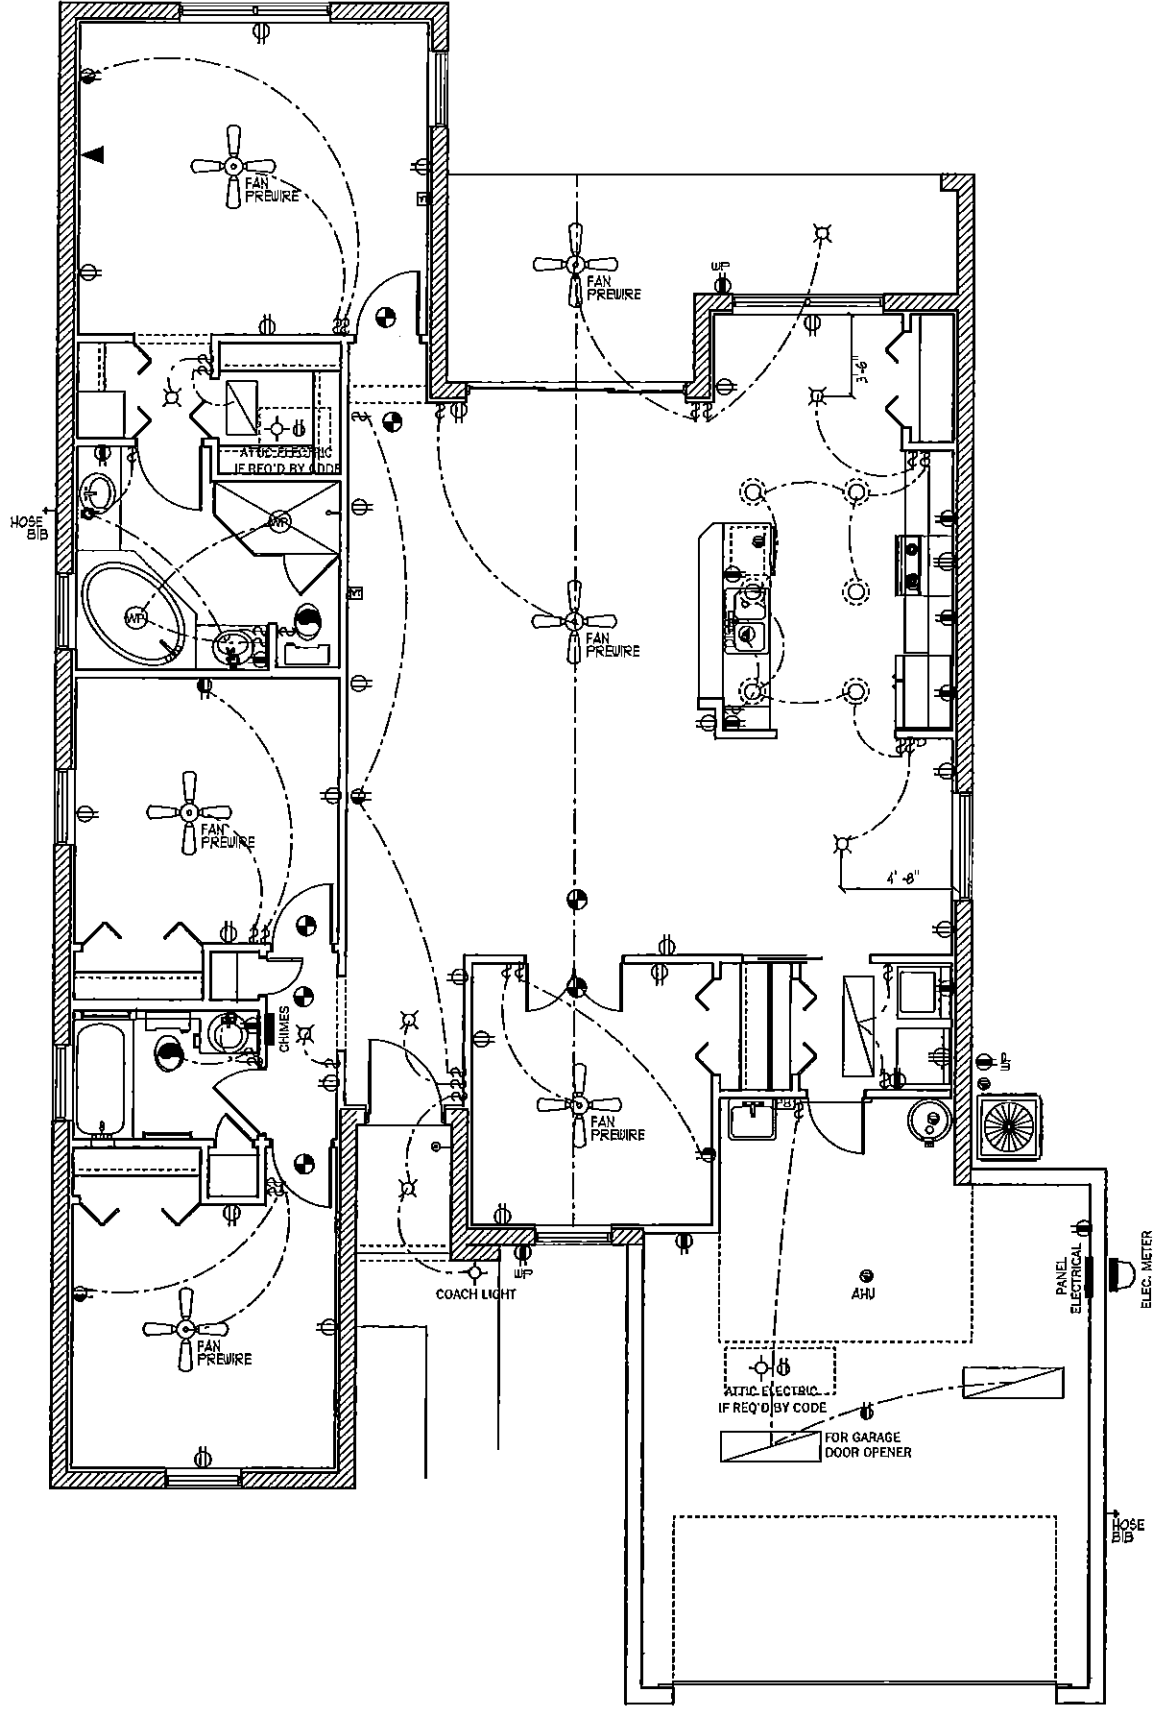 FAN
PREWIRE
FAN
PREWIRE
WP
3'-6"
ATTIC ELECTRIC
IF REQ'D BY CODE
HOSE
BIB
WP
WP
FAN
PREWIRE
FAN
PREWIRE
4'-8"
CHIMES
WP
FAN
PREWIRE
COACH LIGHT
WP
PANEL
ELECTRICAL
ELEC. METER
AHU
FAN
PREWIRE
ATTIC ELECTRIC
IF REQ'D BY CODE
FOR GARAGE
DOOR OPENER
HOSE
BIB